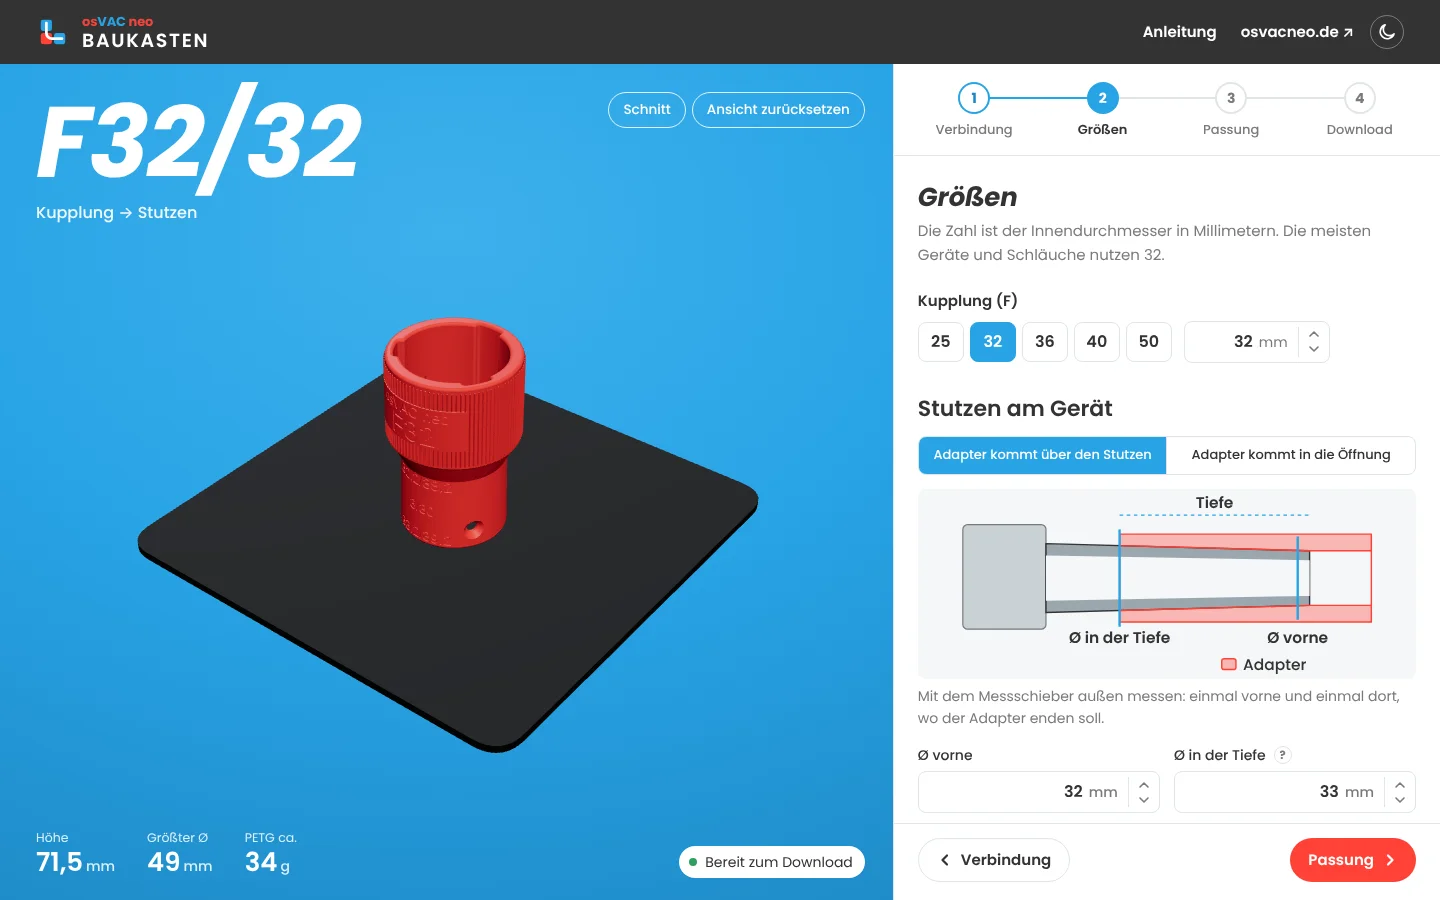 osVAC neo
BAUKASTEN
Anleitung
osvacneo.de ↗
F32/32
Kupplung → Stutzen
Schnitt
Ansicht zurücksetzen
F32
Höhe
71,5 mm
Größter Ø
49 mm
PETG ca.
34 g
Bereit zum Download
1
2
3
4
Verbindung
Größen
Passung
Download
Größen
Die Zahl ist der Innendurchmesser in Millimetern. Die meisten
Geräte und Schläuche nutzen 32.
Kupplung (F)
25
32
36
40
50
32 mm
Stutzen am Gerät
Adapter kommt über den Stutzen
Adapter kommt in die Öffnung
Tiefe
Ø in der Tiefe
Ø vorne
Adapter
Mit dem Messschieber außen messen: einmal vorne und einmal dort,
wo der Adapter enden soll.
Ø vorne
Ø in der Tiefe ?
32 mm
33 mm
Verbindung
Passung